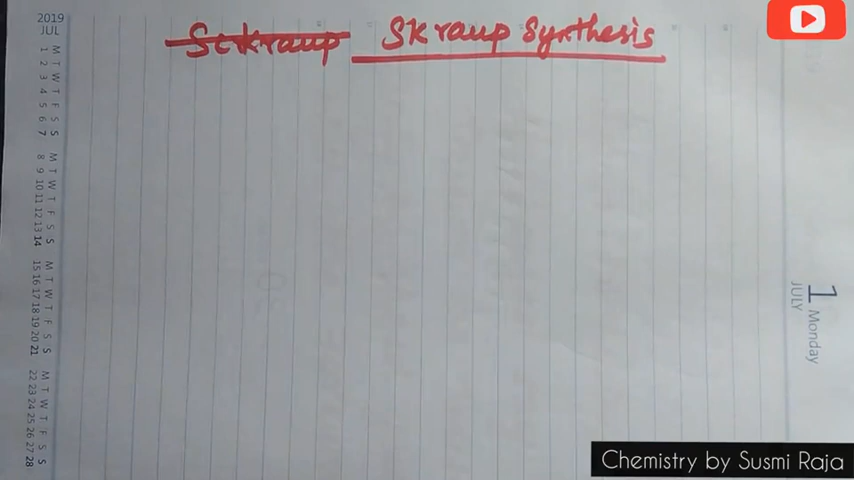 Sckraup Skraup Synthesis
2019
JUL
M T W T F S S
1 2 3 4 5 6 7
M T W T F S S
8 9 10 11 12 13 14
M T W T F S S
15 16 17 18 19 20 21
M T W T F S S
22 23 24 25 26 27 28
1 Monday
JULY
Chemistry by Susmi Raja